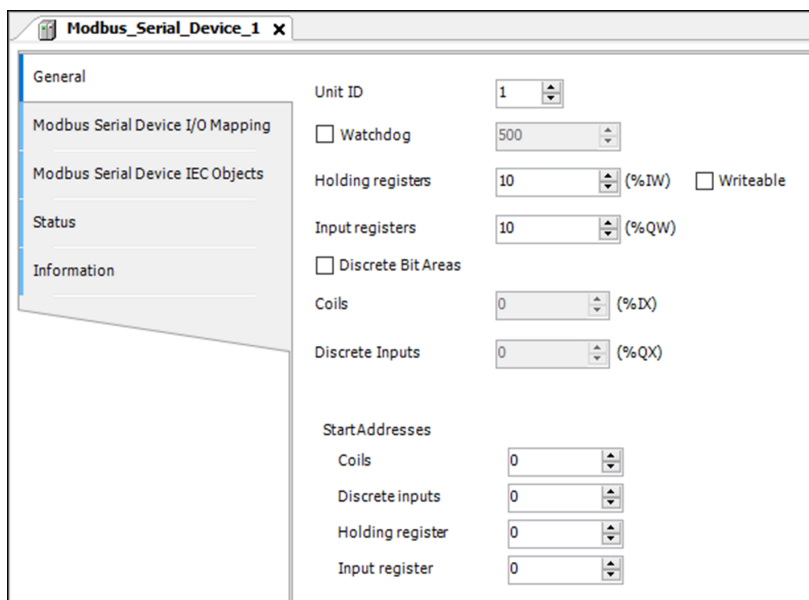 Modbus_Serial_Device_1 X
General
Modbus Serial Device I/O Mapping
Modbus Serial Device IEC Objects
Status
Information
Unit ID 1
Watchdog 500
Holding registers 10 (%IW) Writeable
Input registers 10 (%QW)
Discrete Bit Areas
Coils 0 (%IX)
Discrete Inputs 0 (%QX)
Start Addresses
Coils 0
Discrete inputs 0
Holding register 0
Input register 0